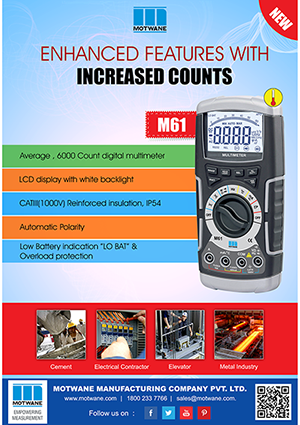 MOTWANE
NEW
ENHANCED FEATURES WITH
INCREASED COUNTS
M61
Average , 6000 Count digital multimeter
LCD display with white backlight
CATIII(1000V) Reinforced insulation, IP54
Automatic Polarity
Low Battery indication "LO BAT" &
Overload protection
MULTIMETER
M61
Cement
Electrical Contractor
Elevator
Metal Industry
MOTWANE
EMPOWERING
MEASUREMENT
MOTWANE MANUFACTURING COMPANY PVT. LTD.
www.motwane.com | 1800 233 7766 | sales@motwane.com.
Follow us on :